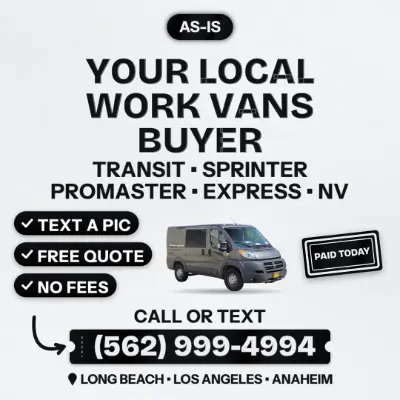 AS-IS
YOUR LOCAL
WORK VANS
BUYER
TRANSIT ▪ SPRINTER
PROMASTER ▪ EXPRESS ▪ NV
✓ TEXT A PIC
✓ FREE QUOTE
✓ NO FEES
PAID TODAY
CALL OR TEXT
(562) 999-4994
LONG BEACH ▪ LOS ANGELES ▪ ANAHEIM